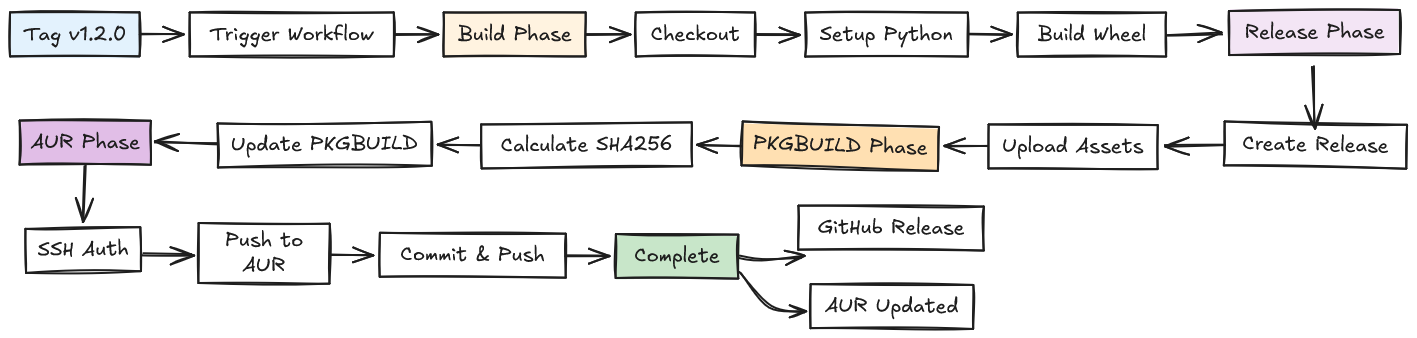 Tag v1.2.0
Trigger Workflow
Build Phase
Checkout
Setup Python
Build Wheel
Release Phase
Create Release
Upload Assets
PKGBUILD Phase
Calculate SHA256
Update PKGBUILD
AUR Phase
SSH Auth
Push to
AUR
Commit & Push
Complete
GitHub Release
AUR Updated